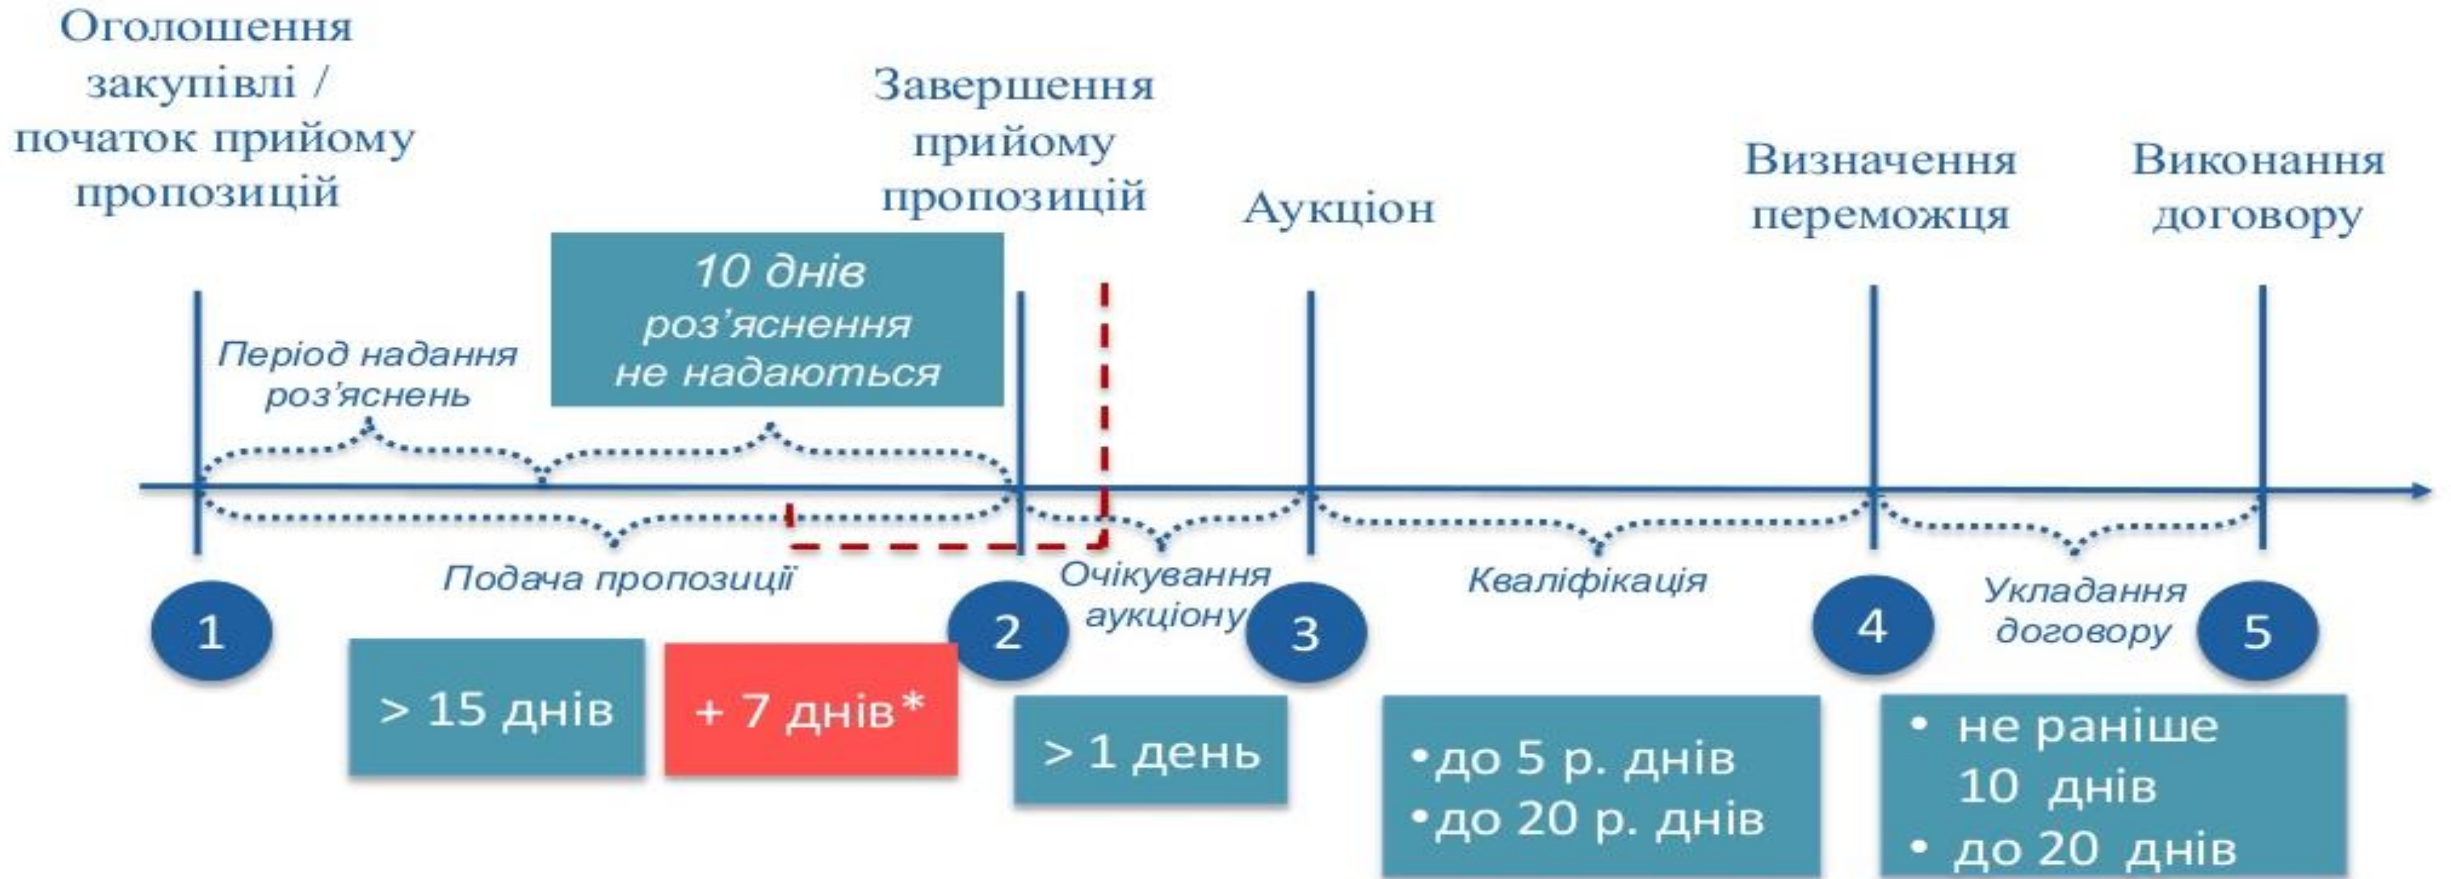 Оголошення
закупівлі /
початок прийому
пропозицій
Завершення
прийому
пропозицій
Аукціон
Визначення
переможця
Виконання
договору
10 днів
роз’яснення
не надаються
Період надання
роз’яснень
Подача пропозиції
Очікування
аукціону
Кваліфікація
Укладання
договору
1
2
3
4
5
> 15 днів
+ 7 днів*
> 1 день
•до 5 р. днів
•до 20 р. днів
• не раніше
10 днів
• до 20 днів